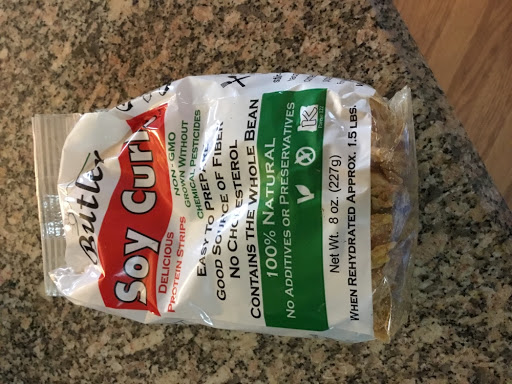 Butler
Soy Curls
Delicious
Protein Strips
Non-GMO
Grown Without
Chemical Pesticides
Easy to Prepare
Good Source of Fiber
No Cholesterol
Contains the Whole Bean
100% Natural
No Additives or Preservatives
K
Net Wt. 8 oz. (227g)
When Rehydrated Approx. 1.5 lbs.